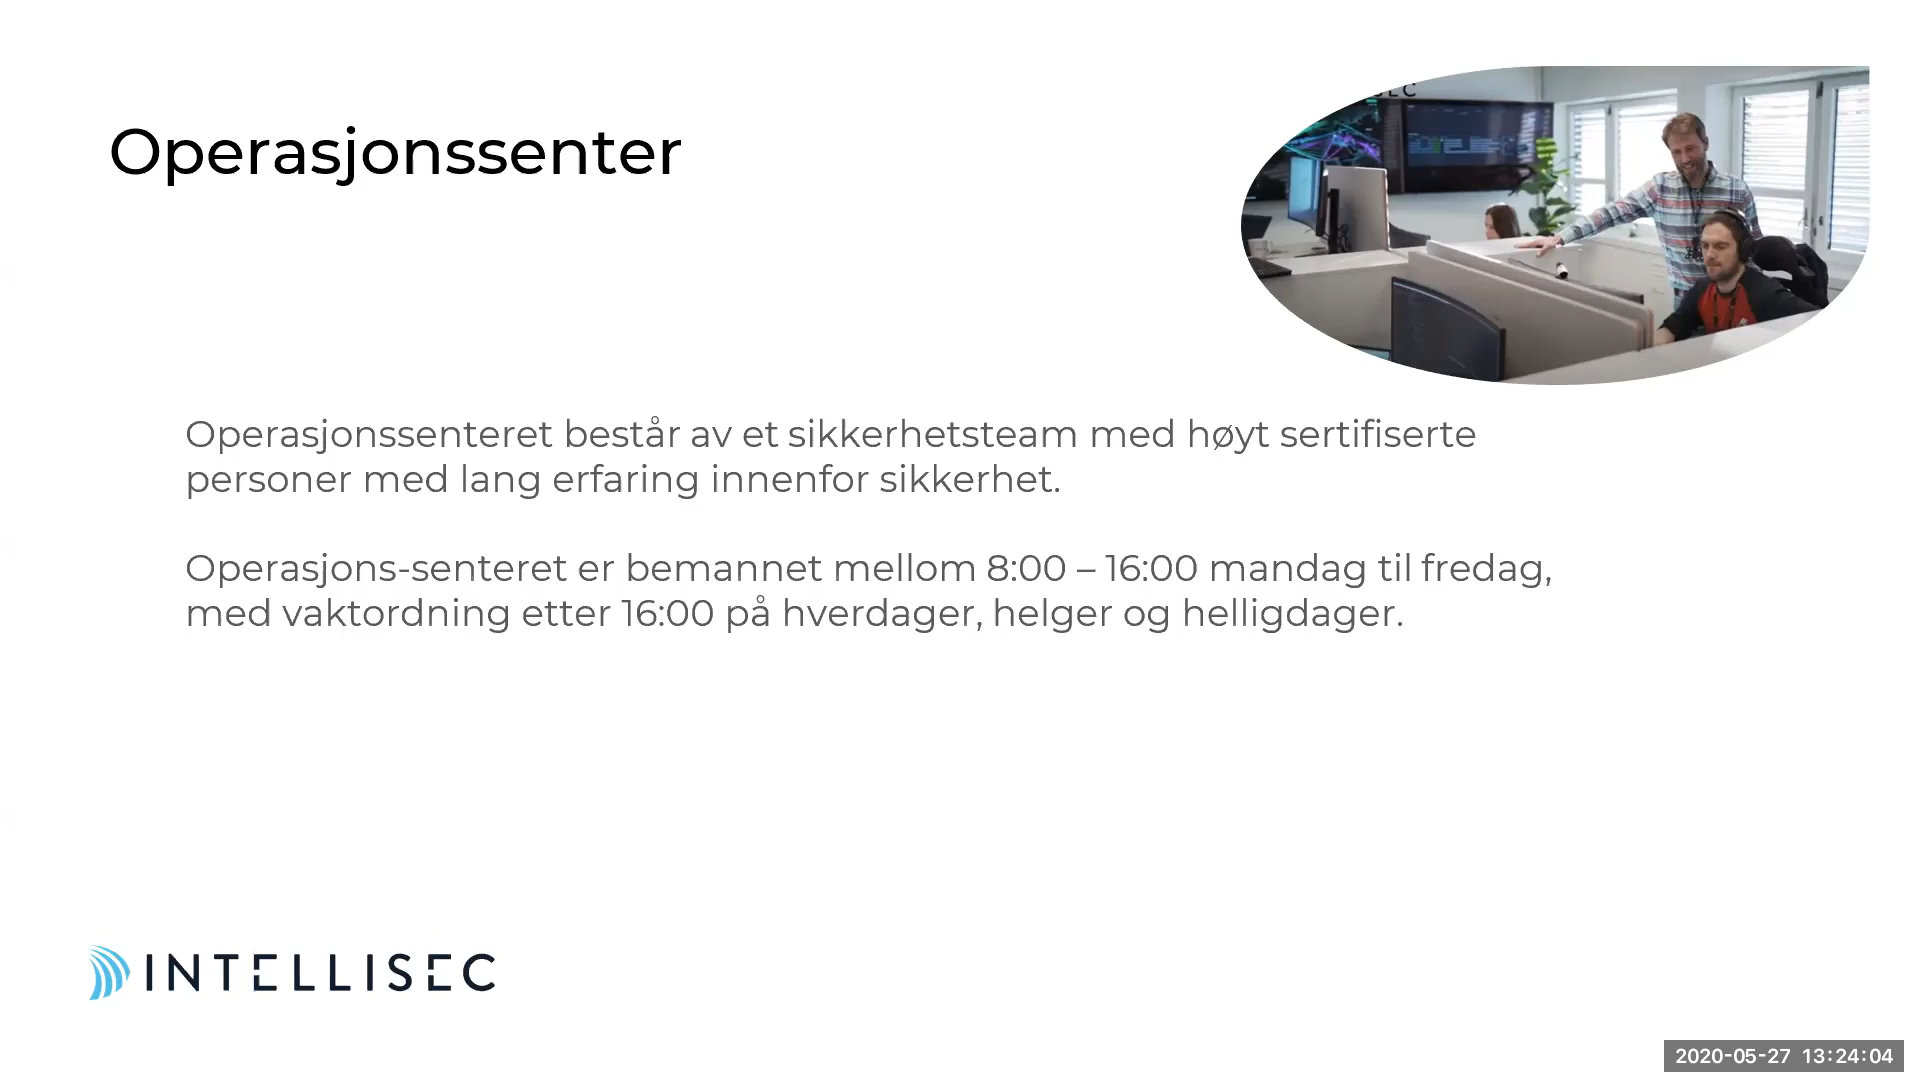 Operasjonssenter
SEC
Operasjonssenteret består av et sikkerhetsteam med høyt sertifiserte
personer med lang erfaring innenfor sikkerhet.
Operasjons-senteret er bemannet mellom 8:00 – 16:00 mandag til fredag,
med vaktordning etter 16:00 på hverdager, helger og helligdager.
INTELLISEC
2020-05-27 13:24:04